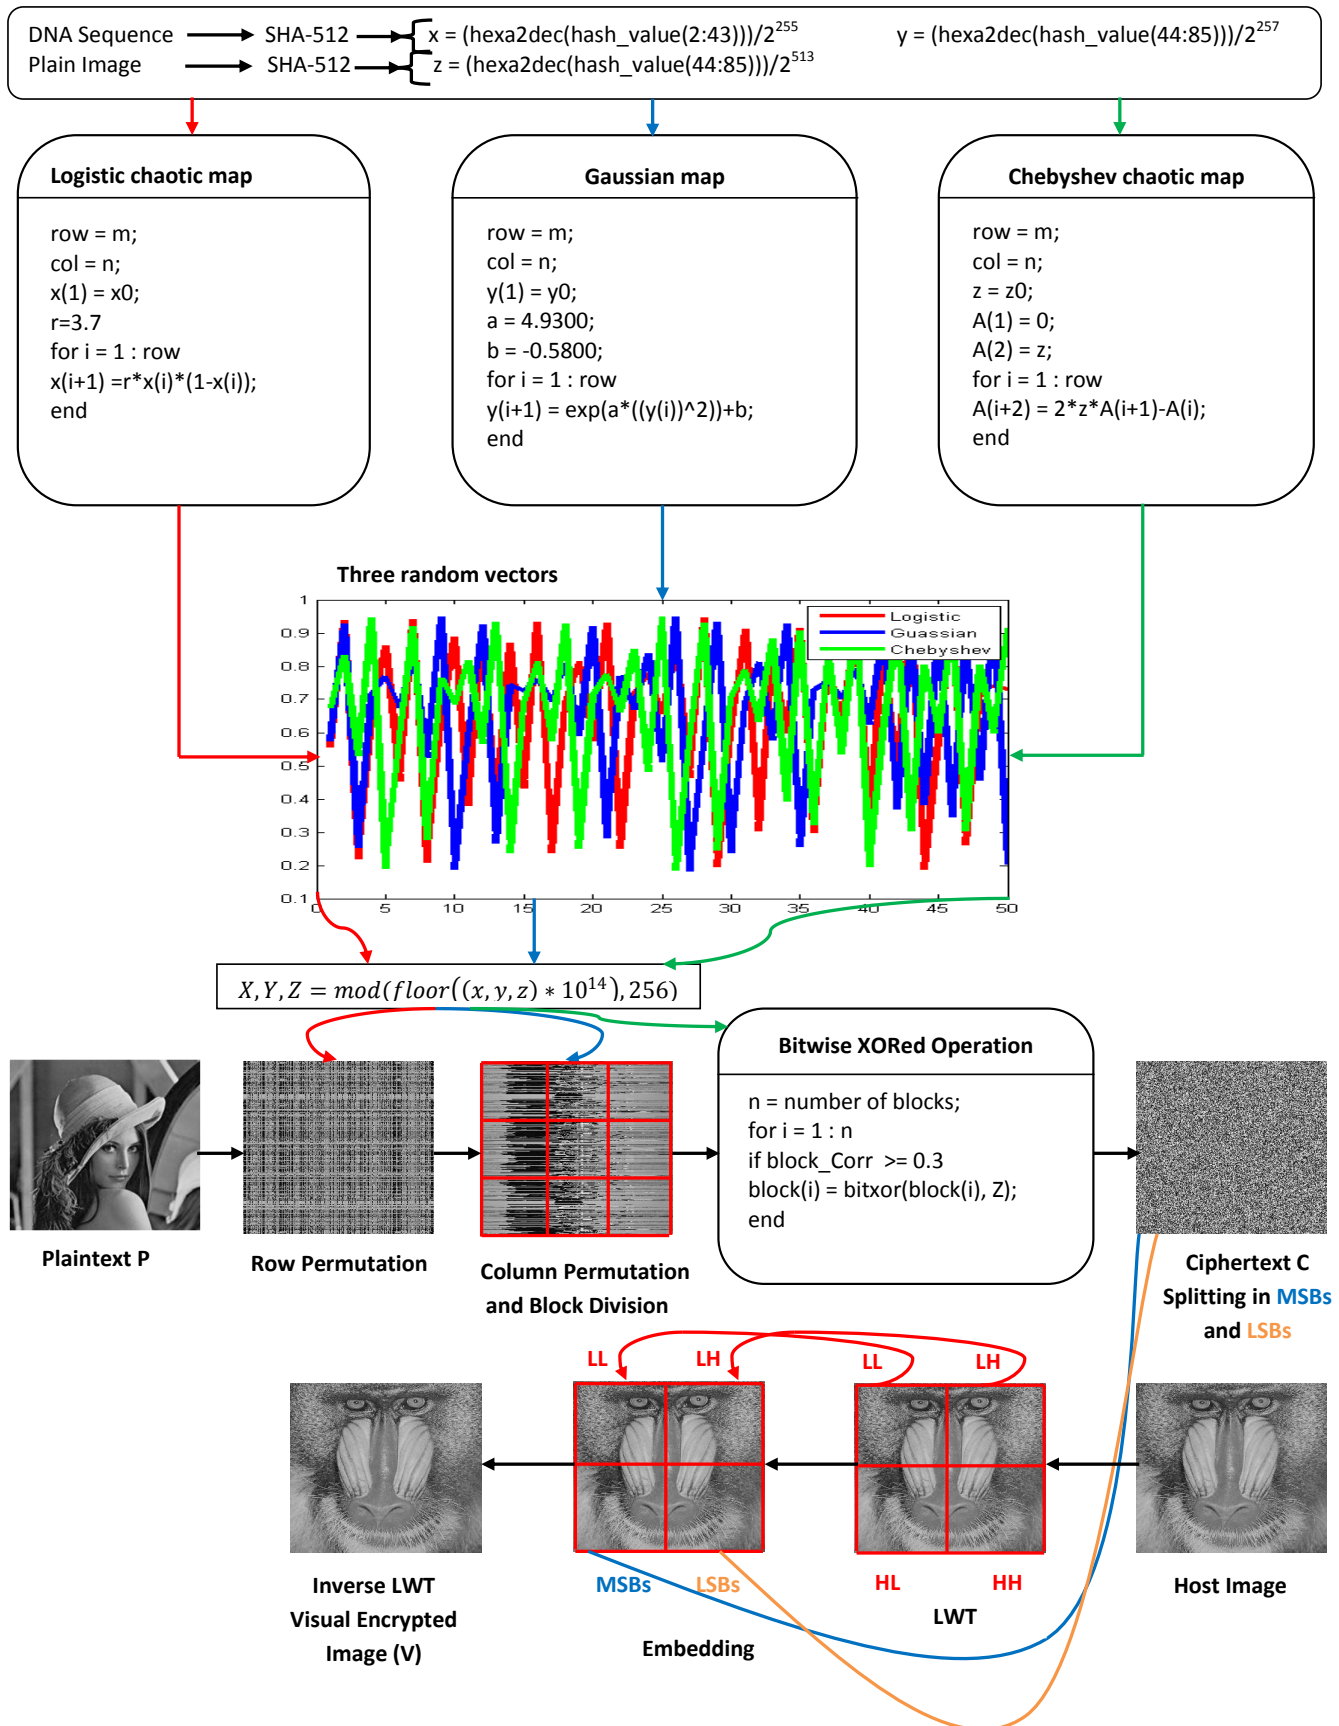 DNA Sequence SHA-512 x = (hexa2dec(hash_value(2:43)))/2^255 y = (hexa2dec(hash_value(44:85)))/2^257
Plain Image SHA-512 z = (hexa2dec(hash_value(44:85)))/2^513
Logistic chaotic map
row = m;
col = n;
x(1) = x0;
r=3.7
for i = 1 : row
x(i+1) =r*x(i)*(1-x(i));
end
Gaussian map
row = m;
col = n;
y(1) = y0;
a = 4.9300;
b = -0.5800;
for i = 1 : row
y(i+1) = exp(a*((y(i))^2))+b;
end
Chebyshev chaotic map
row = m;
col = n;
z = z0;
A(1) = 0;
A(2) = z;
for i = 1 : row
A(i+2) = 2*z*A(i+1)-A(i);
end
Three random vectors
1
0.9
0.8
0.7
0.6
0.5
0.4
0.3
0.2
0.1
Logistic
Guassian
Chebyshev
0 5 10 15 20 25 30 35 40 45 50
X, Y, Z = mod(floor((x, y, z) * 10^14), 256)
Bitwise XORed Operation
n = number of blocks;
for i = 1 : n
if block_Corr >= 0.3
block(i) = bitxor(block(i), Z);
end
Plaintext P
Row Permutation
Column Permutation
and Block Division
Ciphertext C
Splitting in MSBs
and LSBs
LL LH LL LH
MSBs LSBs HL HH
Inverse LWT
Visual Encrypted
Image (V)
Embedding
LWT
Host Image